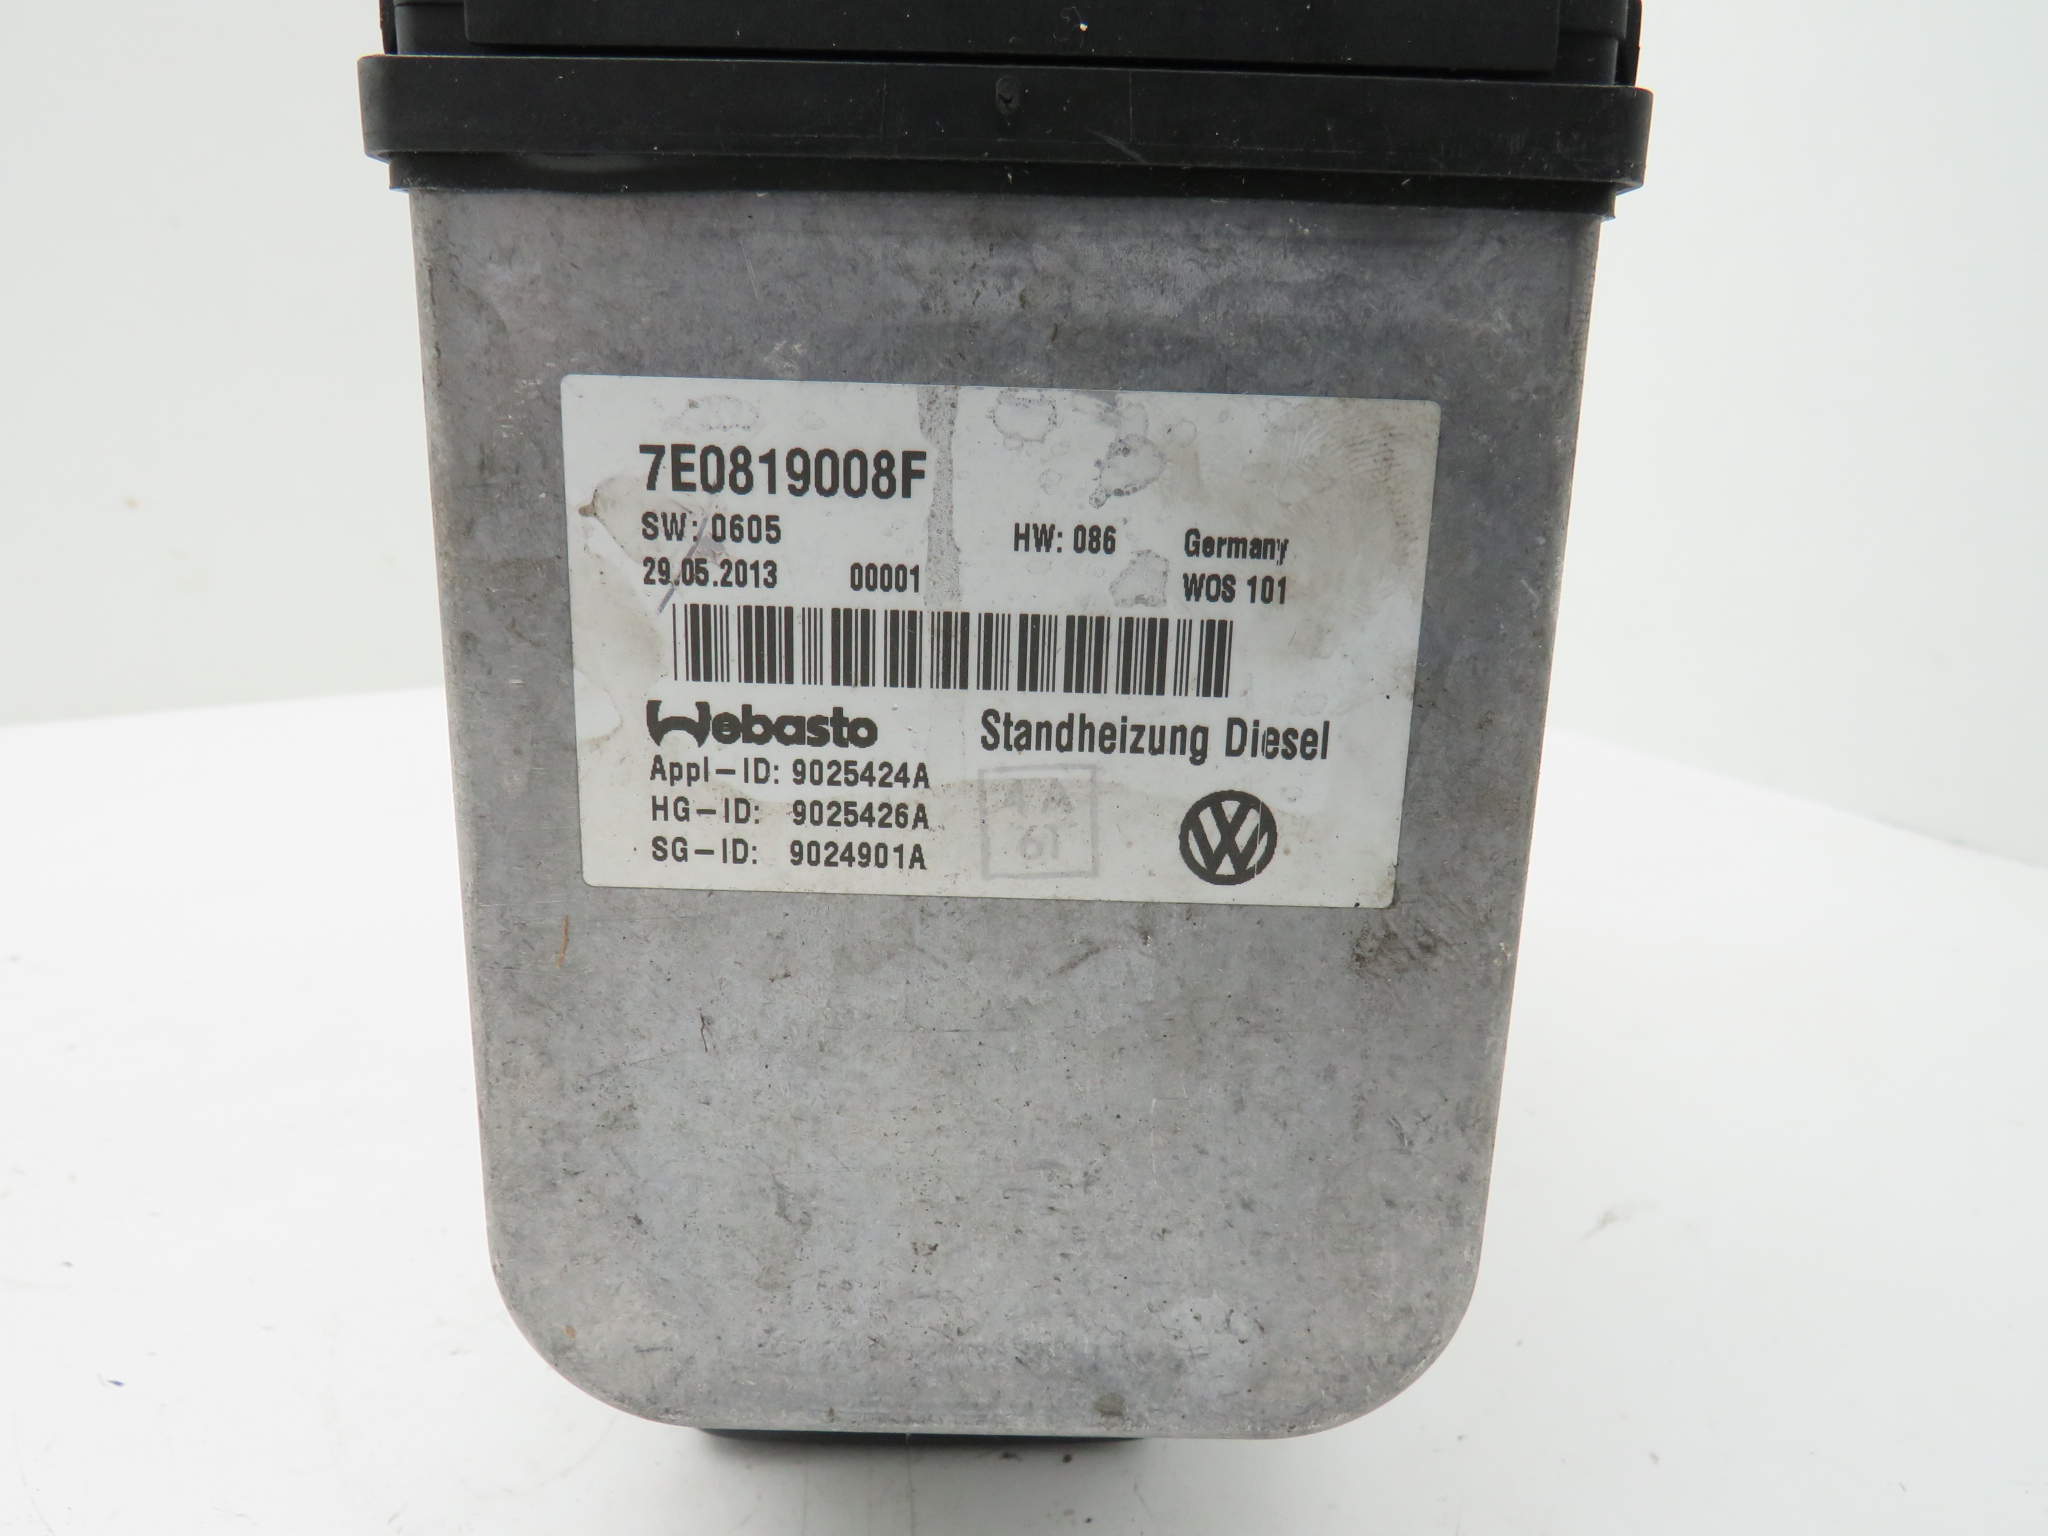 7E0819008F
SW: 0605 HW: 086 Germany
29.05.2013 00001 WOS 101
Webasto Standheizung Diesel
Appl-ID: 9025424A
HG-ID: 9025426A
SG-ID: 9024901A
61